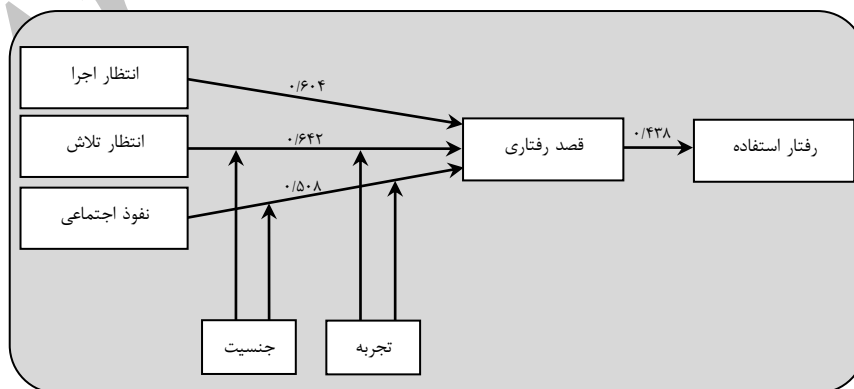 انتظار اجرا
۰/۶۰۴
انتظار تلاش
۰/۶۴۲
قصد رفتاری
۰/۴۳۸
رفتار استفاده
نفوذ اجتماعی
۰/۵۰۸
جنسیت
تجربه